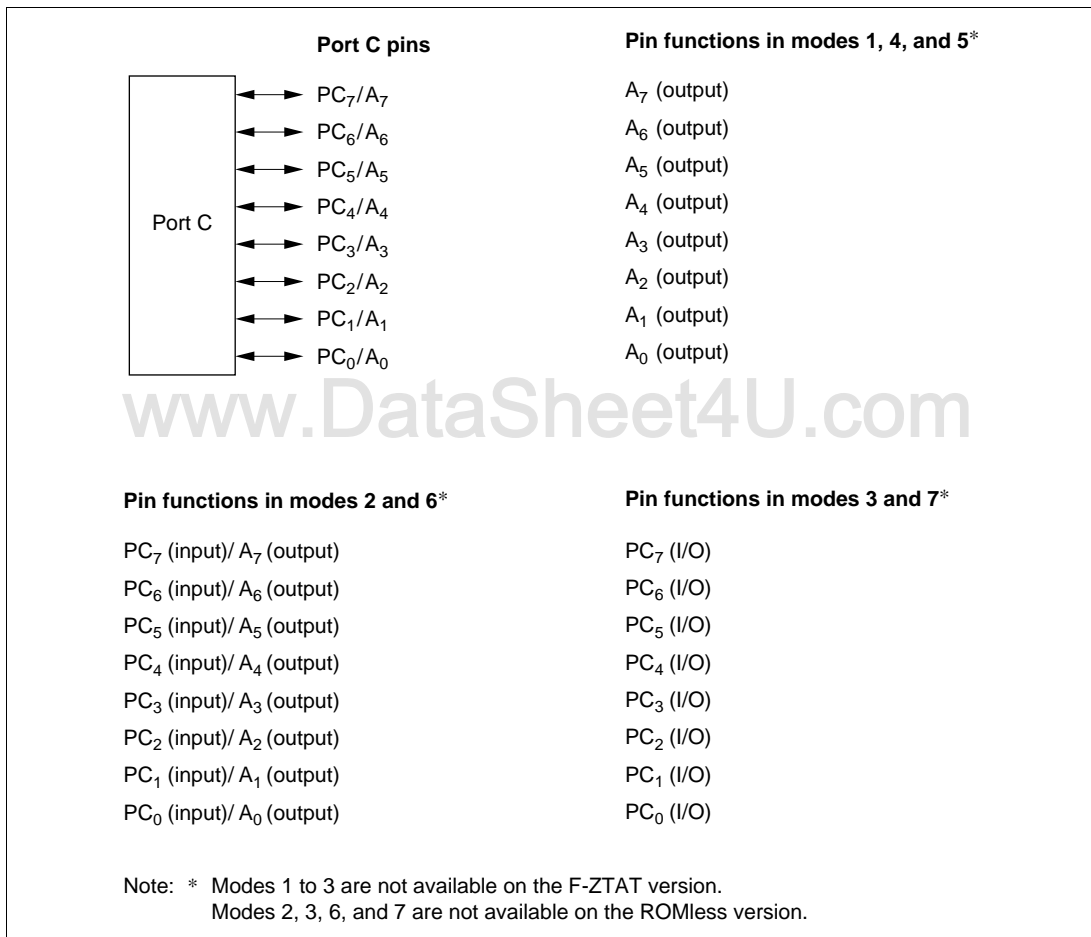 Port C pins
Pin functions in modes 1, 4, and 5*
Port C
PC7/A7
A7 (output)
PC6/A6
A6 (output)
PC5/A5
A5 (output)
PC4/A4
A4 (output)
PC3/A3
A3 (output)
PC2/A2
A2 (output)
PC1/A1
A1 (output)
PC0/A0
A0 (output)
www.DataSheet4U.com
Pin functions in modes 2 and 6*
PC7 (input)/ A7 (output)
PC6 (input)/ A6 (output)
PC5 (input)/ A5 (output)
PC4 (input)/ A4 (output)
PC3 (input)/ A3 (output)
PC2 (input)/ A2 (output)
PC1 (input)/ A1 (output)
PC0 (input)/ A0 (output)
Pin functions in modes 3 and 7*
PC7 (I/O)
PC6 (I/O)
PC5 (I/O)
PC4 (I/O)
PC3 (I/O)
PC2 (I/O)
PC1 (I/O)
PC0 (I/O)
Note: * Modes 1 to 3 are not available on the F-ZTAT version.
Modes 2, 3, 6, and 7 are not available on the ROMless version.